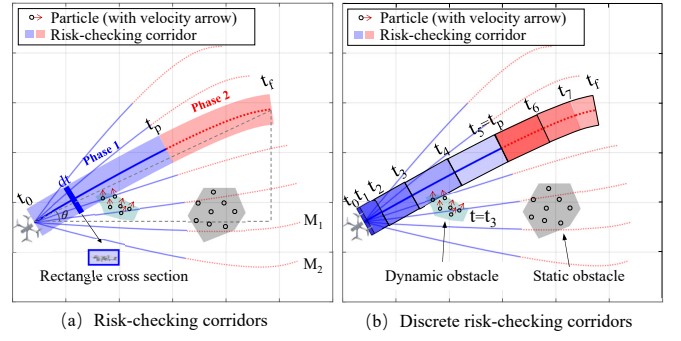 Particle (with velocity arrow)
Risk-checking corridor
t_f
Phase 2
t_p
Phase 1
t_0
dt
θ
M_1
M_2
Rectangle cross section
(a) Risk-checking corridors
Particle (with velocity arrow)
Risk-checking corridor
t_f
t_7
t_6
t_5=t_p
t_4
t_3
t_2
t_1
t_0
t=t_3
Dynamic obstacle
Static obstacle
(b) Discrete risk-checking corridors